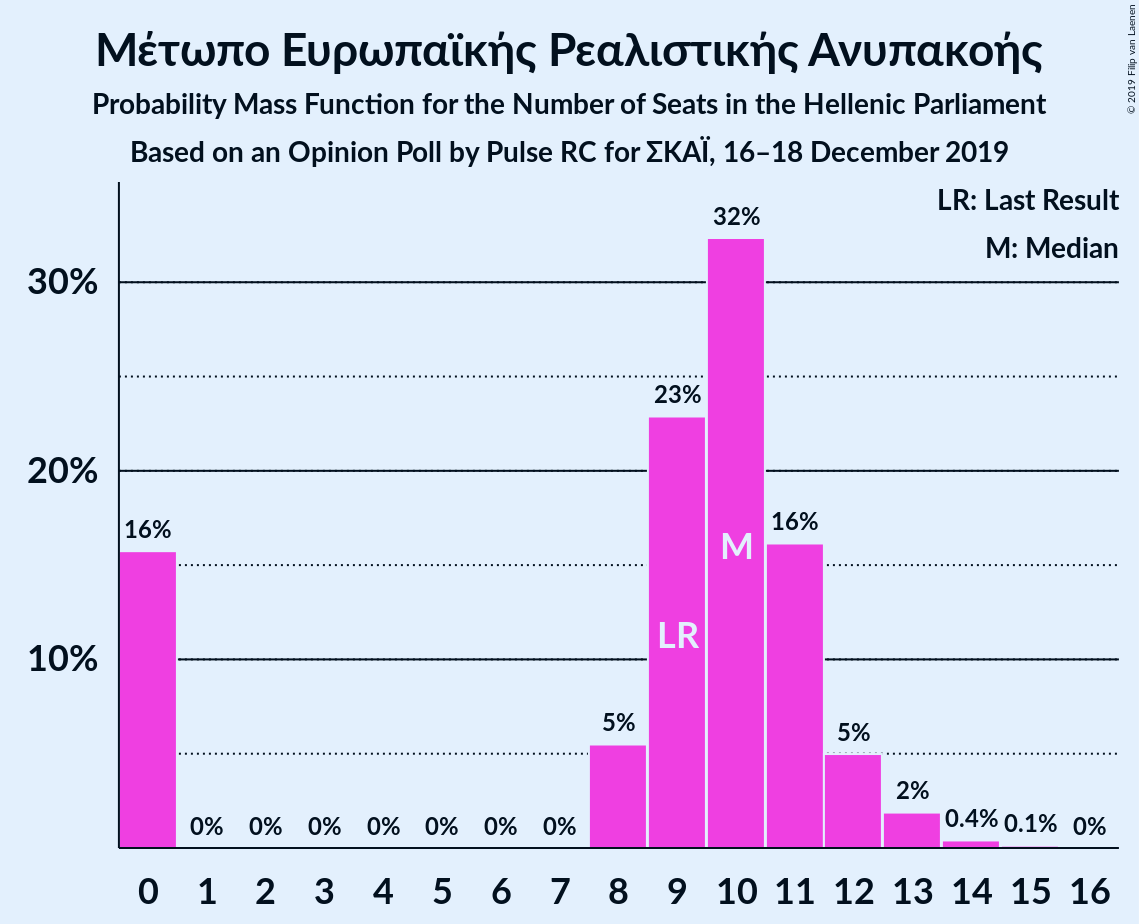 Μέτωπο Ευρωπαϊκής Ρεαλιστικής Ανυπακοής
Probability Mass Function for the Number of Seats in the Hellenic Parliament
Based on an Opinion Poll by Pulse RC for ΣΚΑΪ, 16–18 December 2019
© 2019 Filip van Laenen
LR: Last Result
M: Median
30%
20%
10%
16%
0%
0%
0%
0%
0%
0%
0%
5%
23%
32%
16%
5%
2%
0.4%
0.1%
0%
LR
M
0 1 2 3 4 5 6 7 8 9 10 11 12 13 14 15 16